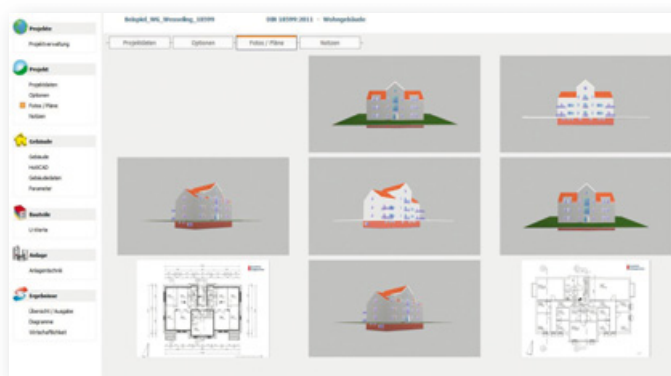 Beispiel_WG_Wesseling_18599 DIN 18599:2011 - Wohngebäude
Projektdaten Optionen Fotos / Pläne Notizen
Projekte
Projektverwaltung
Projekt
Projektdaten
Optionen
Fotos / Pläne
Notizen
Gebäude
Gebäude
HottCAD
Gebäudedaten
Parameter
Bauteile
U-Werte
Anlage
Anlagentechnik
Ergebnisse
Übersicht / Ausgabe
Diagramme
Wirtschaftlichkeit